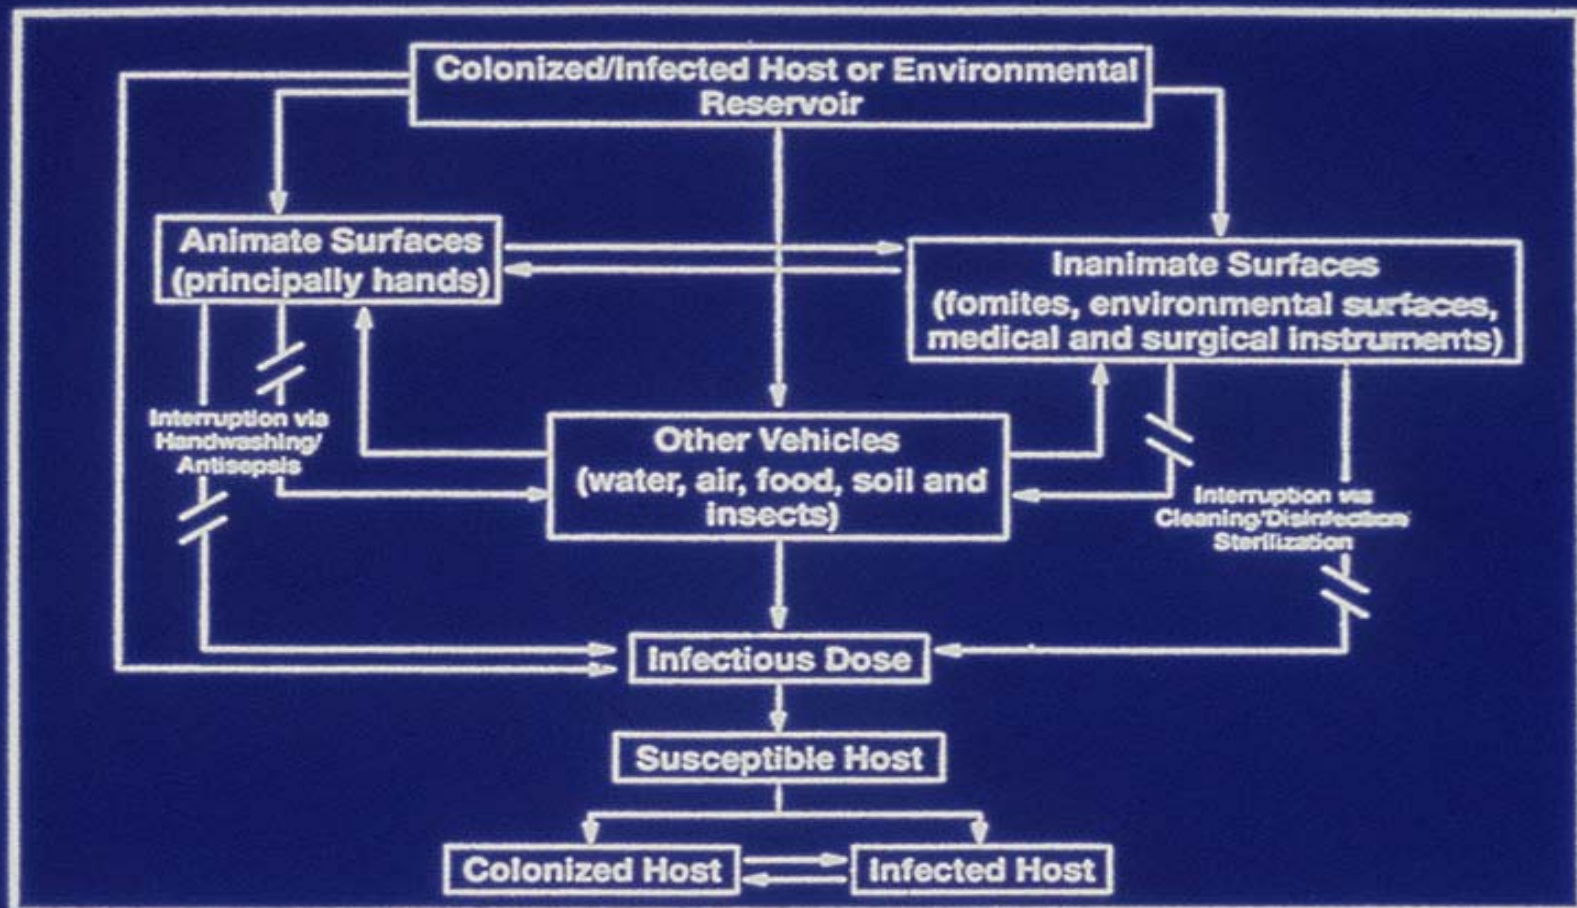 Colonized/Infected Host or Environmental
Reservoir
Animate Surfaces
(principally hands)
Inanimate Surfaces
(fomites, environmental surfaces,
medical and surgical instruments)
Interruption via
Handwashing/
Antisepsis
Other Vehicles
(water, air, food, soil and
insects)
Interruption via
Cleaning/Disinfection/
Sterilization
Infectious Dose
Susceptible Host
Colonized Host
Infected Host